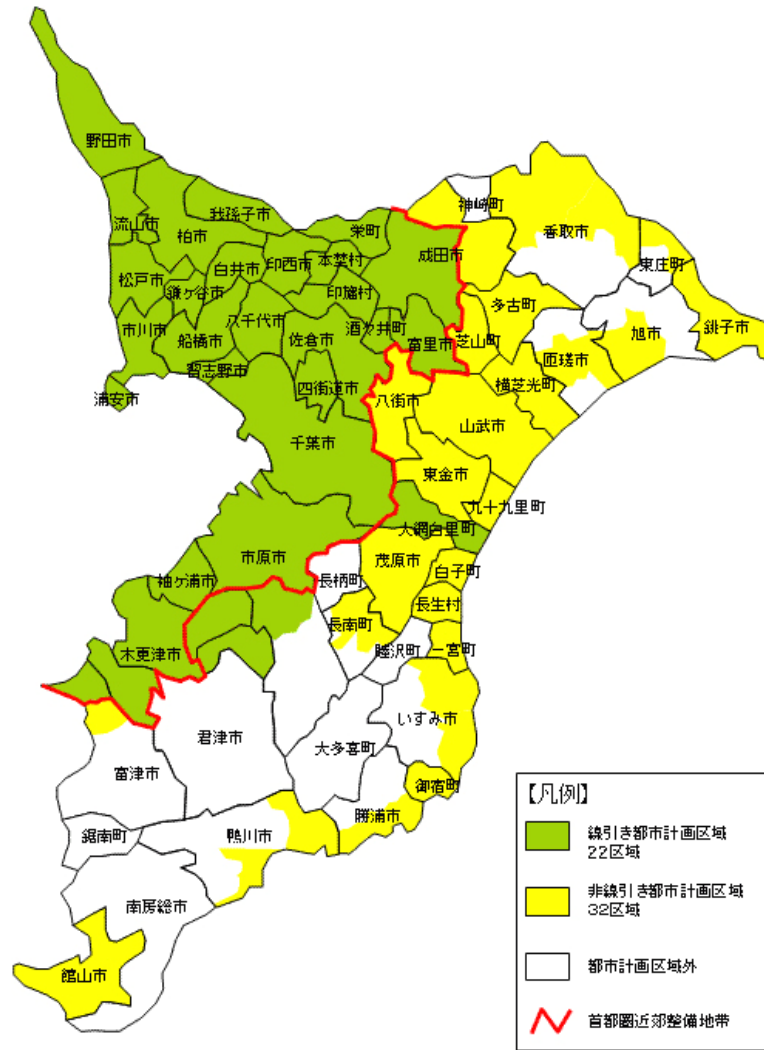 野田市
我孫子市
流山市
柏市
栄町
神崎町
香取市
成田市
白井市
印西市
本埜村
東庄町
松戸市
鎌ヶ谷市
印旛村
多古町
市川市
船橋市
八千代市
佐倉市
酒々井町
富里市
芝山町
旭市
銚子市
匝瑳市
習志野市
四街道市
八街市
横芝光町
浦安市
千葉市
山武市
東金市
九十九里町
大網白里町
市原市
茂原市
長柄町
白子町
袖ヶ浦市
長生村
長南町
木更津市
睦沢町
一宮町
君津市
いすみ市
大多喜町
富津市
御宿町
勝浦市
鋸南町
鴨川市
南房総市
館山市
【凡例】
線引き都市計画区域
22区域
非線引き都市計画区域
32区域
都市計画区域外
首都圏近郊整備地帯